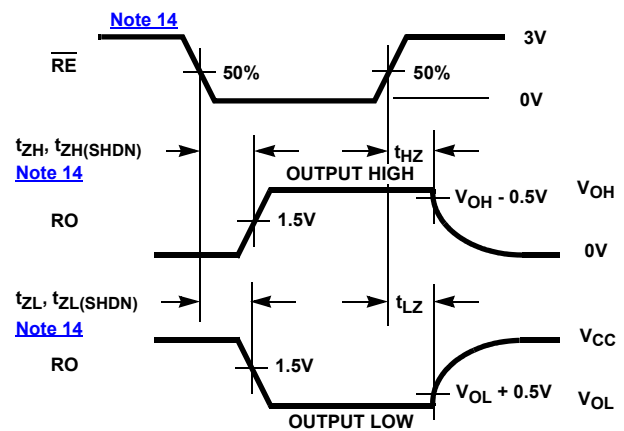 Note 14
3V
RE
50%
50%
0V
tZH, tZH(SHDN)
tHZ
Note 14
OUTPUT HIGH
VOH - 0.5V
VOH
RO
1.5V
0V
tZL, tZL(SHDN)
tLZ
Note 14
VCC
RO
1.5V
VOL + 0.5V
VOL
OUTPUT LOW